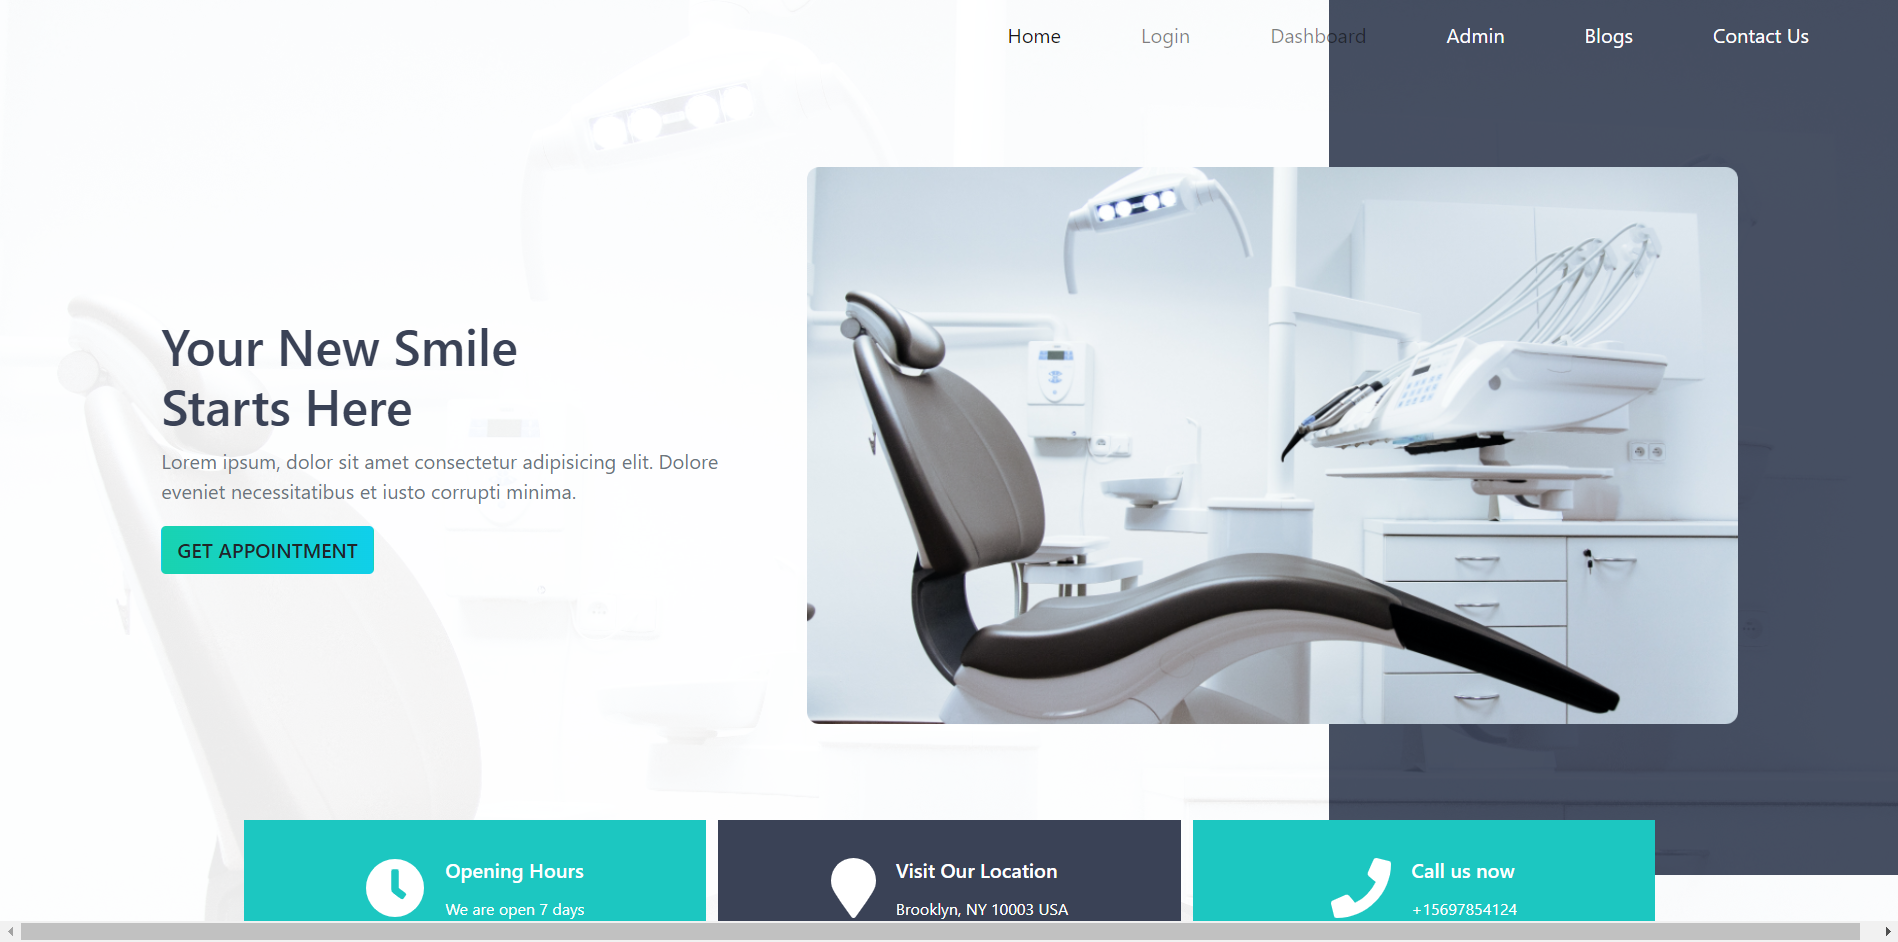 Home Login Dashboard Admin Blogs Contact Us
Your New Smile
Starts Here
Lorem ipsum, dolor sit amet consectetur adipisicing elit. Dolore
eveniet necessitatibus et iusto corrupti minima.
GET APPOINTMENT
Opening Hours
We are open 7 days
Visit Our Location
Brooklyn, NY 10003 USA
Call us now
+15697854124